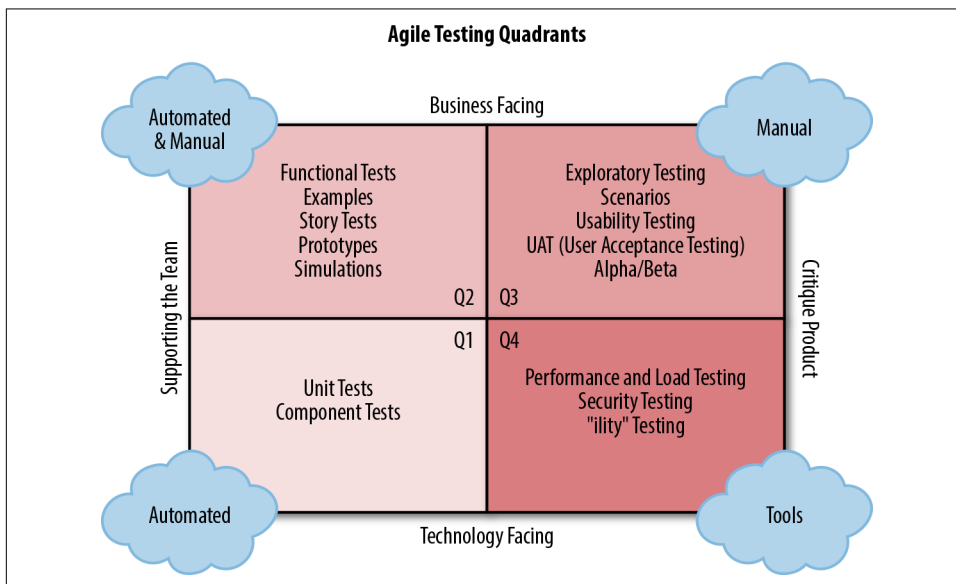 Agile Testing Quadrants
Business Facing
Automated
& Manual
Manual
Functional Tests
Examples
Story Tests
Prototypes
Simulations
Q2
Exploratory Testing
Scenarios
Usability Testing
UAT (User Acceptance Testing)
Alpha/Beta
Q3
Supporting the Team
Critique Product
Q1
Unit Tests
Component Tests
Q4
Performance and Load Testing
Security Testing
"ility" Testing
Automated
Tools
Technology Facing